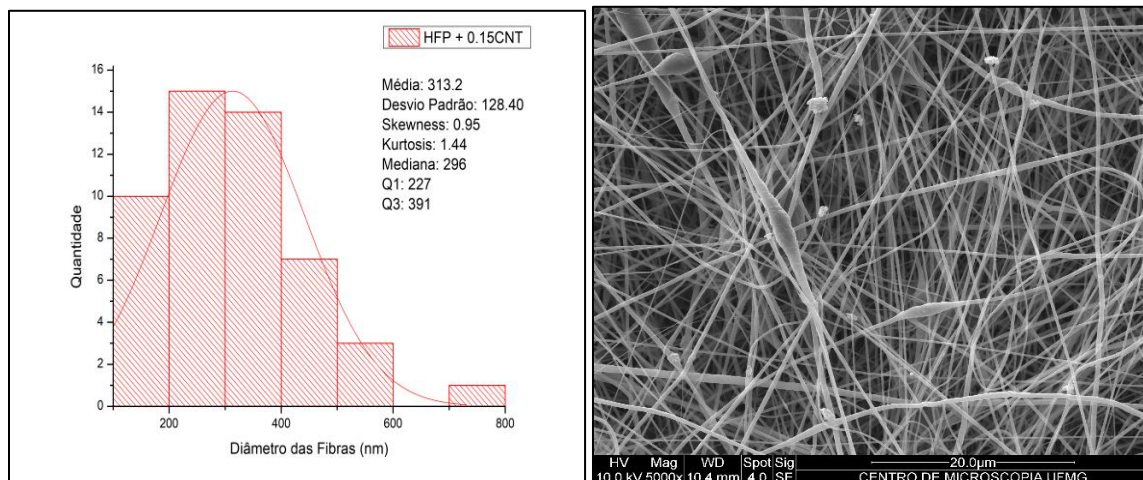 HFP + 0.15CNT
16
14
12
10
8
6
4
2
0
Quantidade
Média: 313.2
Desvio Padrão: 128.40
Skewness: 0.95
Kurtosis: 1.44
Mediana: 296
Q1: 227
Q3: 391
200 400 600 800
Diâmetro das Fibras (nm)
HV Mag WD Spot Sig 20.0µm
10.0 kV 5000x 10.4 mm 4.0 SE CENTRO DE MICROSCOPIA UFMG